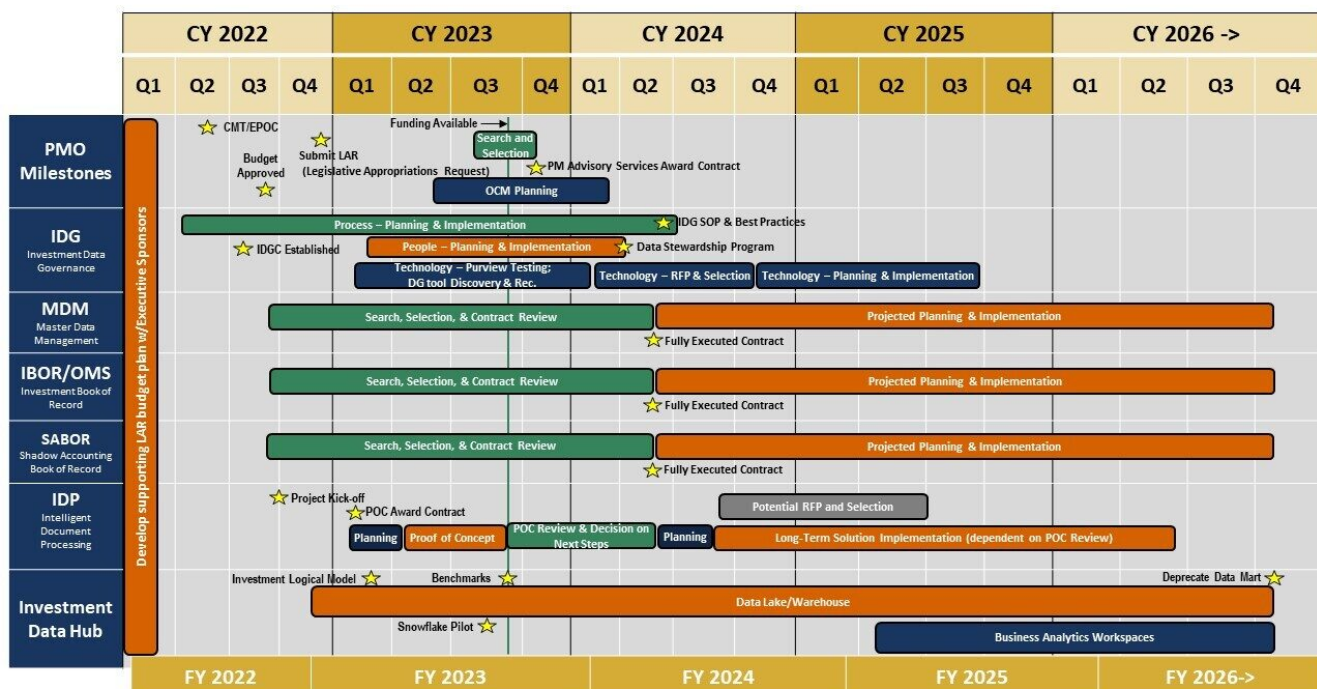 CY 2022 CY 2023 CY 2024 CY 2025 CY 2026 ->
Q1 Q2 Q3 Q4 Q1 Q2 Q3 Q4 Q1 Q2 Q3 Q4 Q1 Q2 Q3 Q4 Q1 Q2 Q3 Q4
Develop supporting LAR budget plan w/Executive Sponsors
PMO
Milestones
CMT/EPOC
Budget
Approved
Submit LAR
(Legislative Appropriations Request)
Funding Available
Search and
Selection
PM Advisory Services Award Contract
OCM Planning
IDG
Investment Data
Governance
Process – Planning & Implementation
IDG SOP & Best Practices
IDGC Established
People – Planning & Implementation
Data Stewardship Program
Technology – Purview Testing;
DG tool Discovery & Rec.
Technology – RFP & Selection
Technology – Planning & Implementation
MDM
Master Data
Management
Search, Selection, & Contract Review
Projected Planning & Implementation
Fully Executed Contract
IBOR/OMS
Investment Book of
Record
Search, Selection, & Contract Review
Projected Planning & Implementation
Fully Executed Contract
SABOR
Shadow Accounting
Book of Record
Search, Selection, & Contract Review
Projected Planning & Implementation
Fully Executed Contract
IDP
Intelligent
Document
Processing
Project Kick-off
POC Award Contract
Potential RFP and Selection
Planning
Proof of Concept
POC Review & Decision on
Next Steps
Planning
Long-Term Solution Implementation (dependent on POC Review)
Investment
Data Hub
Investment Logical Model
Benchmarks
Deprecate Data Mart
Data Lake/Warehouse
Snowflake Pilot
Business Analytics Workspaces
FY 2022 FY 2023 FY 2024 FY 2025 FY 2026->